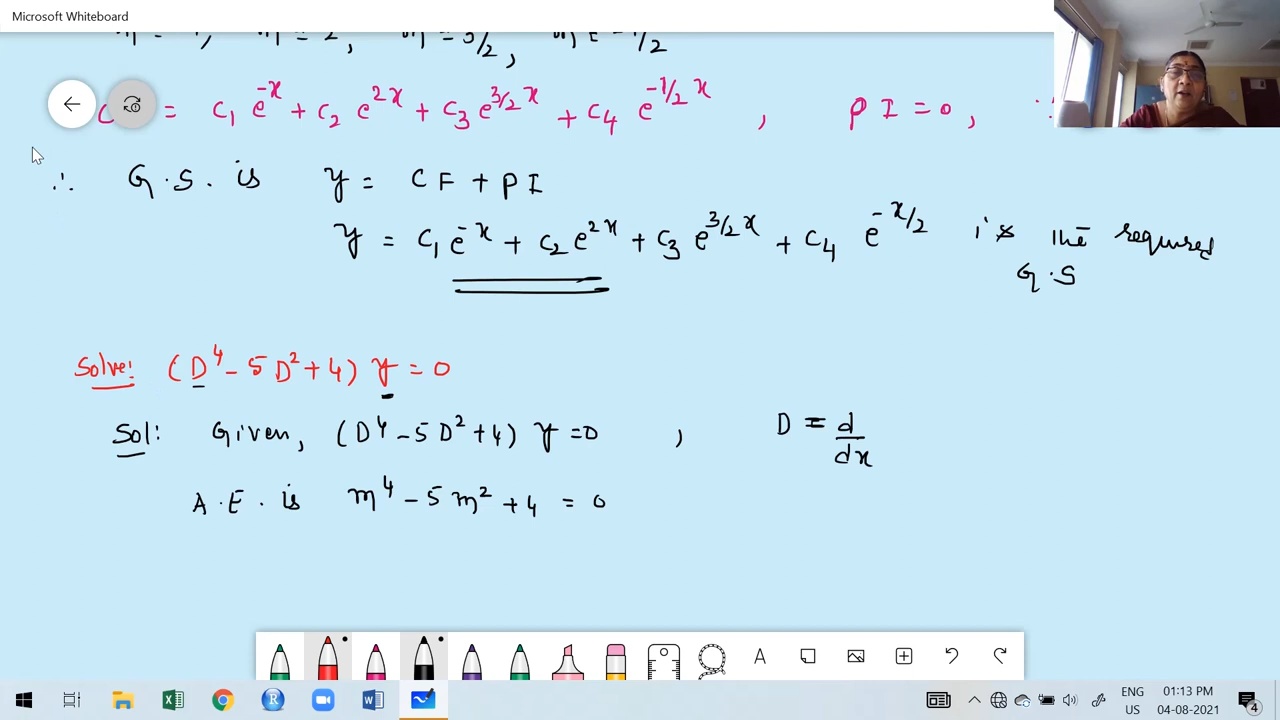 Microsoft Whiteboard
= c₁ e^{-x} + c₂ e^{2x} + c₃ e^{3/2 x} + c₄ e^{-1/2 x} , PI = 0,
∴ G.S. is y = CF + PI
y = c₁ e^{-x} + c₂ e^{2x} + c₃ e^{3/2 x} + c₄ e^{-x/2} is the required
G.S
Solve: (D⁴ - 5D² + 4) y = 0
Sol: Given, (D⁴ - 5D² + 4) y = 0 , D = d/dx
A.E. is m⁴ - 5m² + 4 = 0
ENG
US
01:13 PM
04-08-2021
4